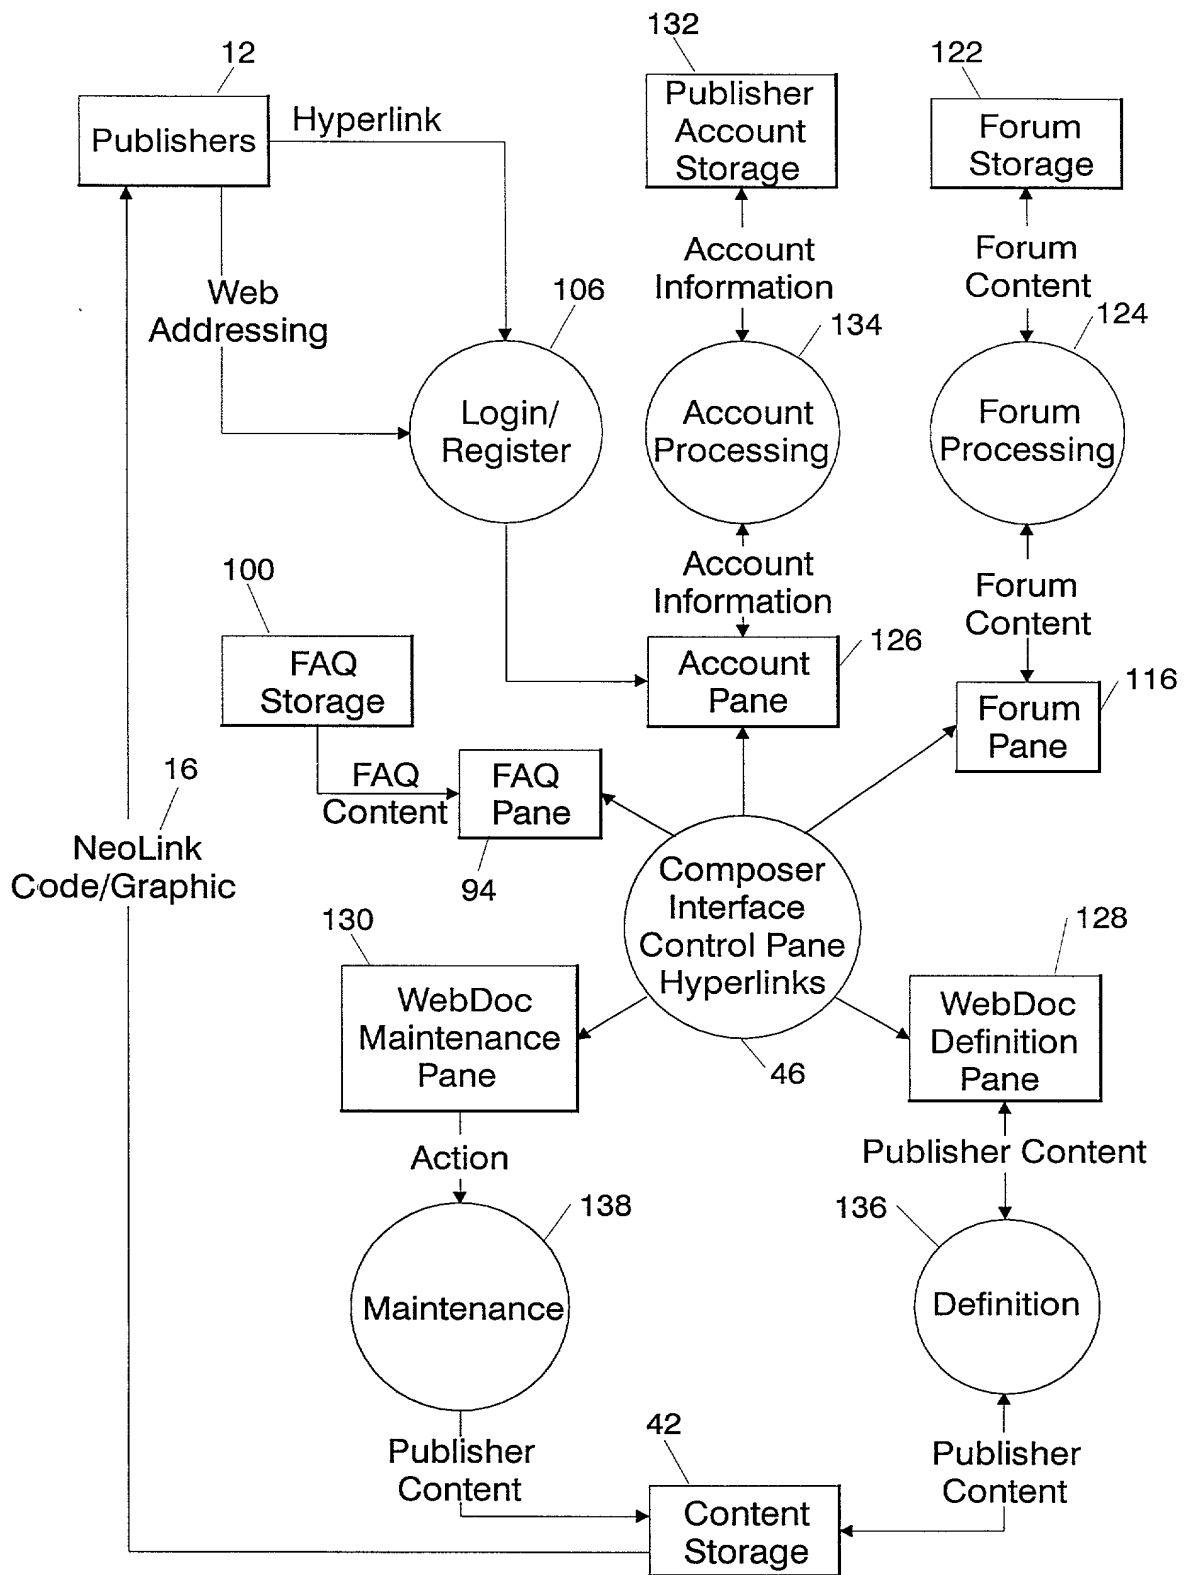 12
Publishers
Hyperlink
Web
Addressing
132
Publisher
Account
Storage
122
Forum
Storage
Account
Information
Forum
Content
106
Login/
Register
134
Account
Processing
124
Forum
Processing
Account
Information
Forum
Content
100
FAQ
Storage
126
Account
Pane
116
Forum
Pane
FAQ
Content
FAQ
Pane
94
16
NeoLink
Code/Graphic
Composer
Interface
Control Pane
Hyperlinks
46
130
WebDoc
Maintenance
Pane
128
WebDoc
Definition
Pane
Action
Publisher Content
138
Maintenance
136
Definition
Publisher
Content
42
Content
Storage
Publisher
Content